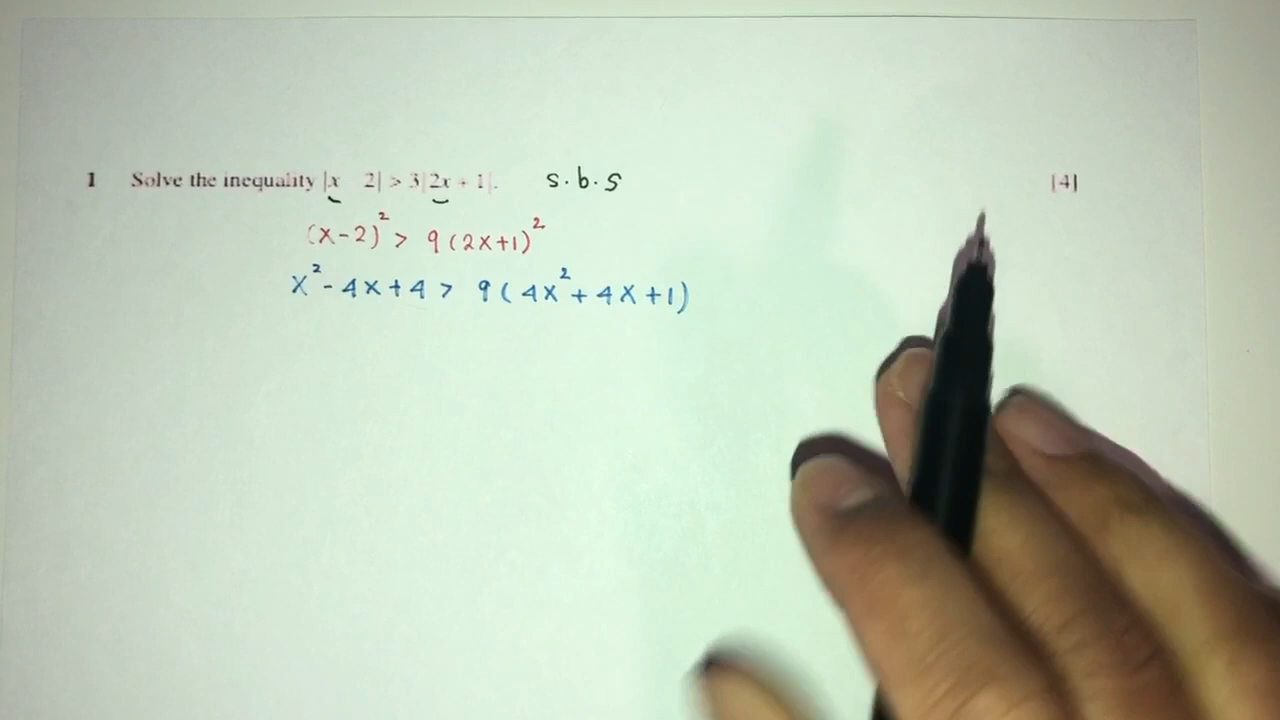 1 Solve the inequality |x 2| > 3|2x + 1|. s.b.s [4]
(x-2)² > 9(2x+1)²
x² - 4x + 4 > 9(4x² + 4x + 1)